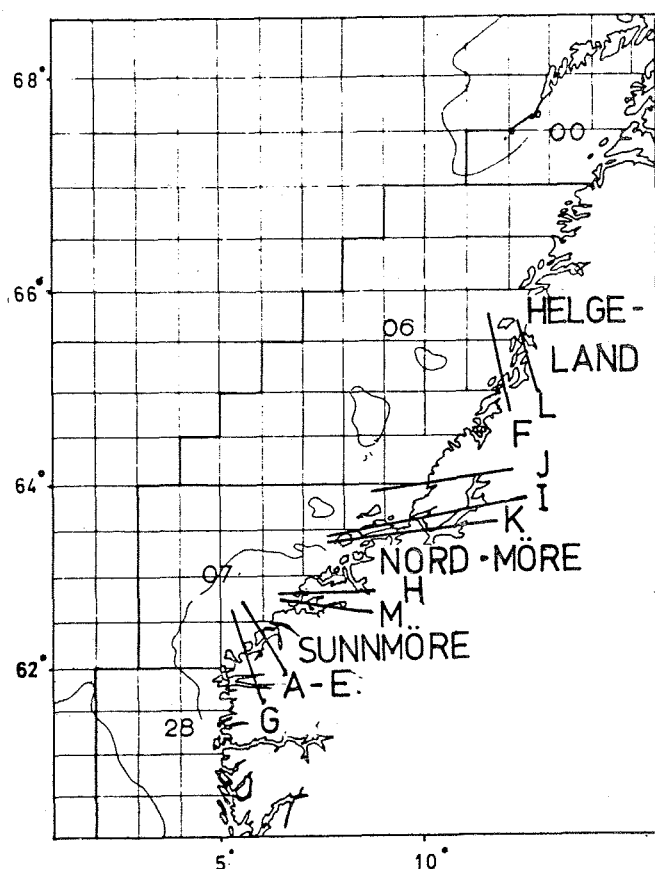 68°
00
66°
HELGE-
06
LAND
L
F
64°
J
I
K
NORD-MÖRE
07
H
M
SUNNMÖRE
62°
A-E.
28
G
5°
10°